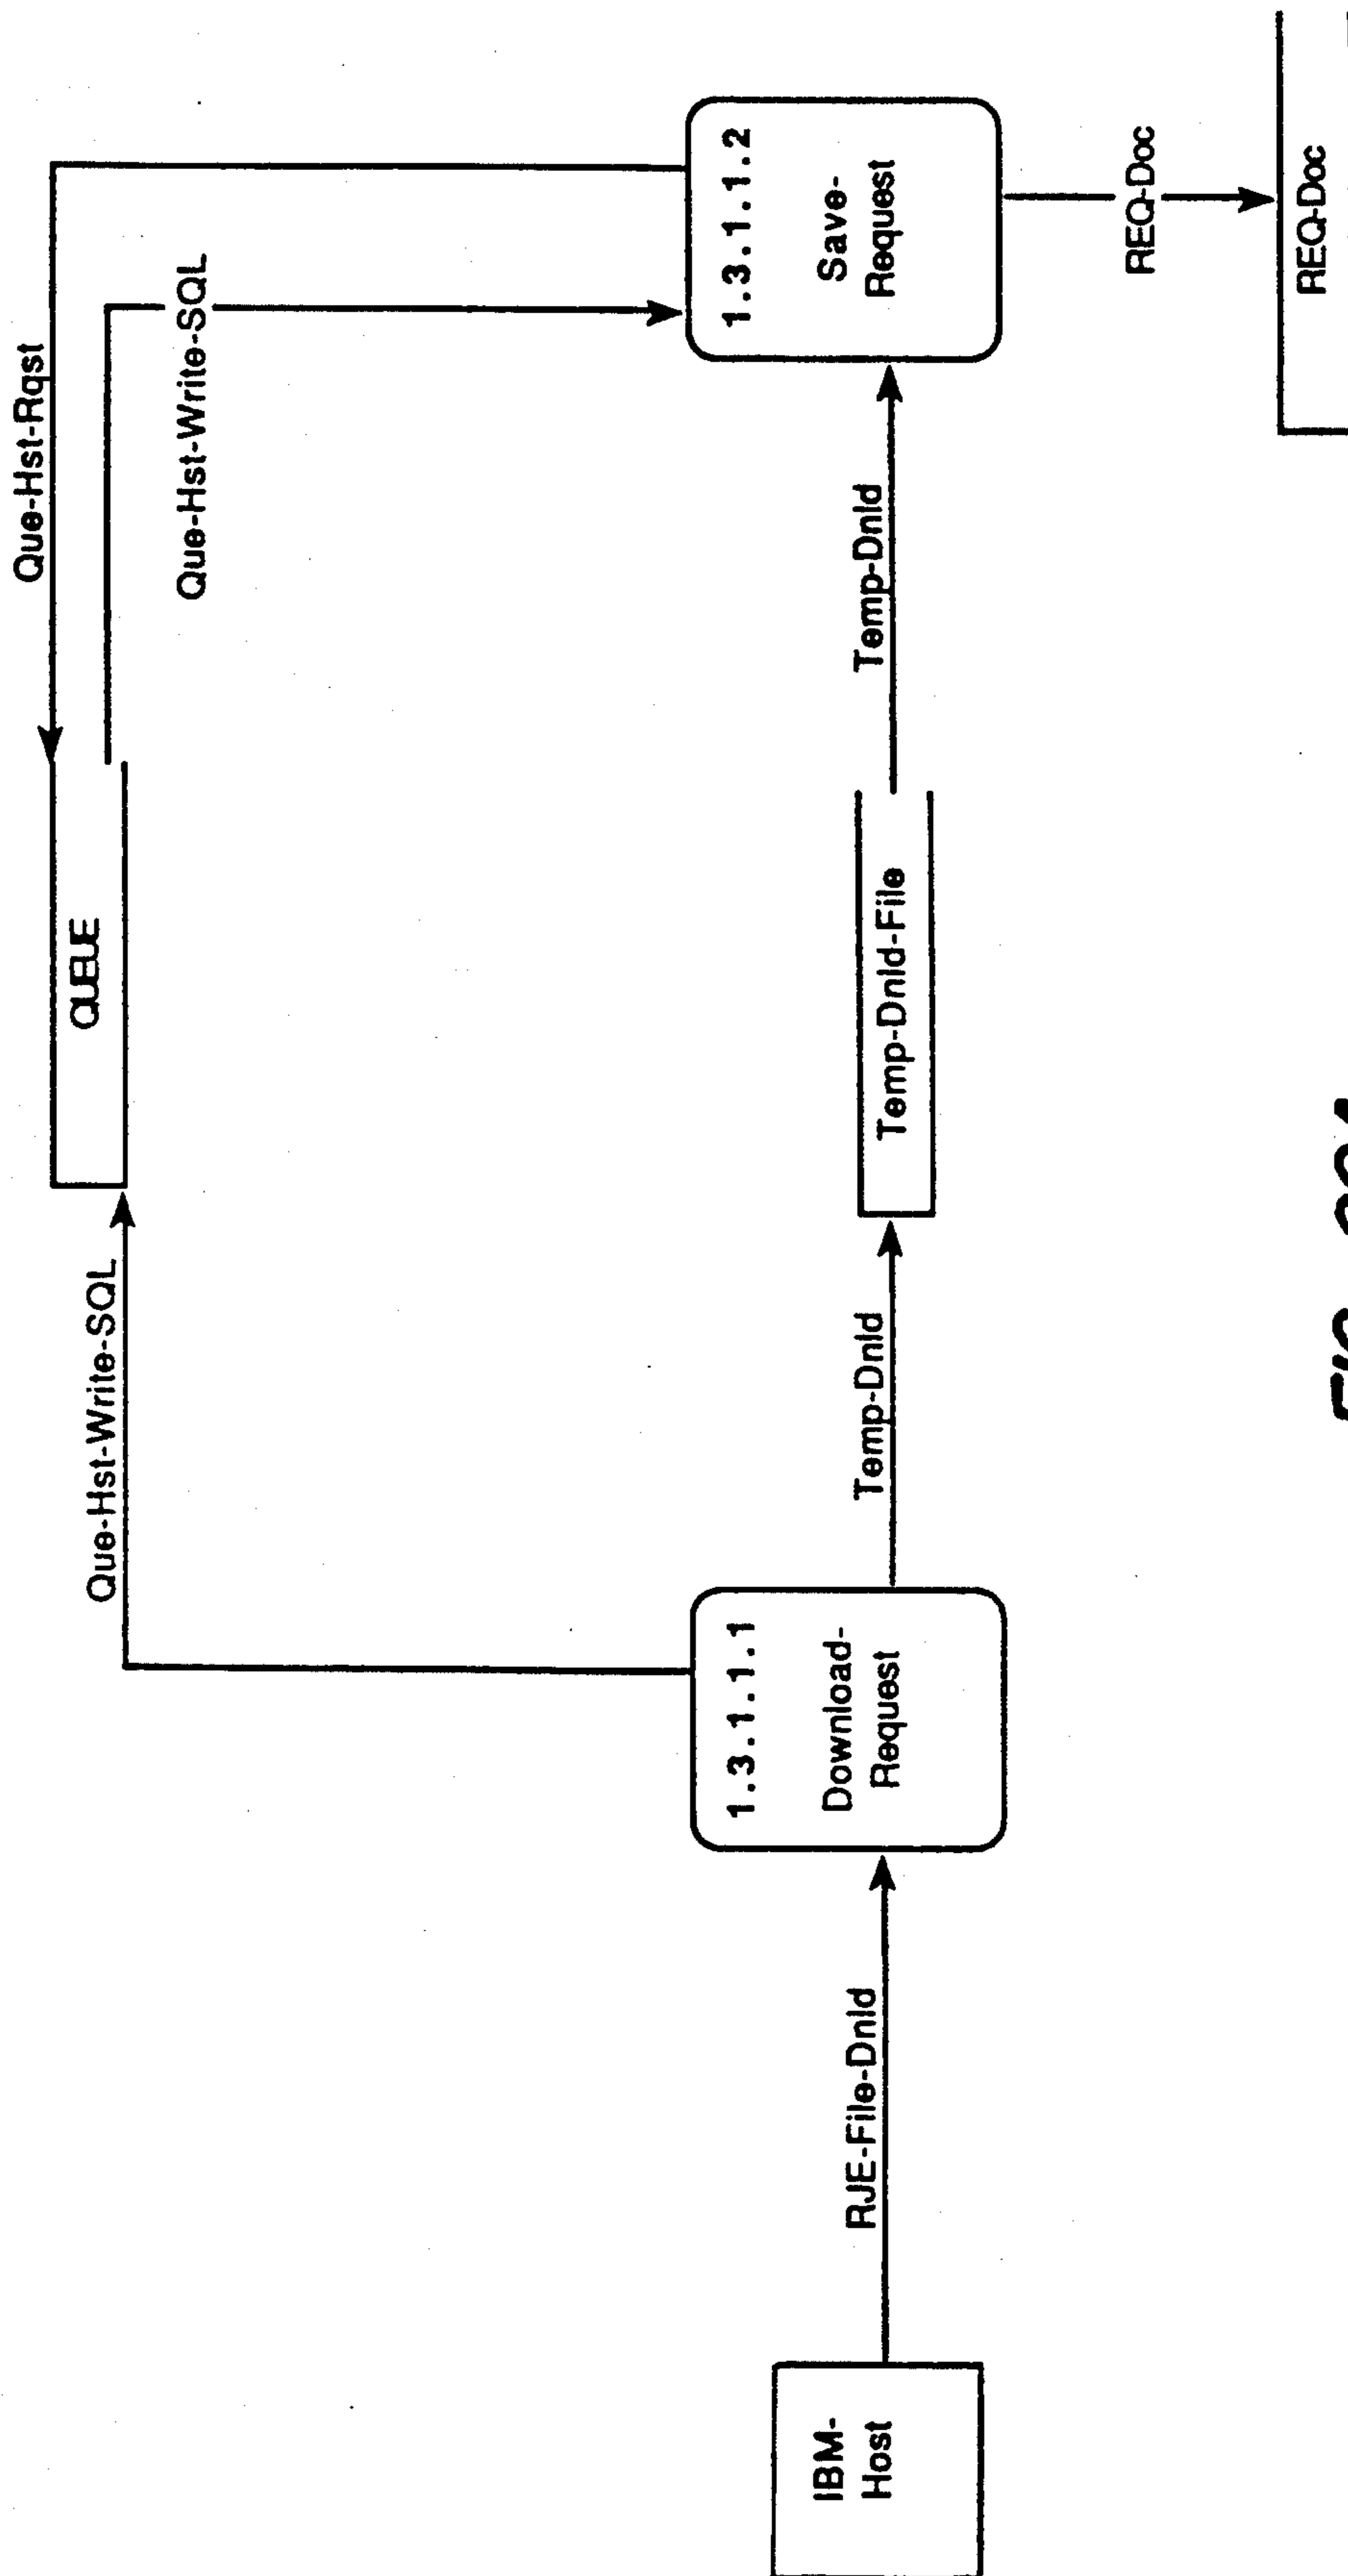 Que-Hst-Rqst
Que-Hst-Write-SQL
QUEUE
Que-Hst-Write-SQL
IBM-
Host
RJE-File-Dnld
1.3.1.1.1
Download-
Request
Temp-Dnld
Temp-Dnld-File
Temp-Dnld
1.3.1.1.2
Save-
Request
REQ-Doc
REQ-Doc